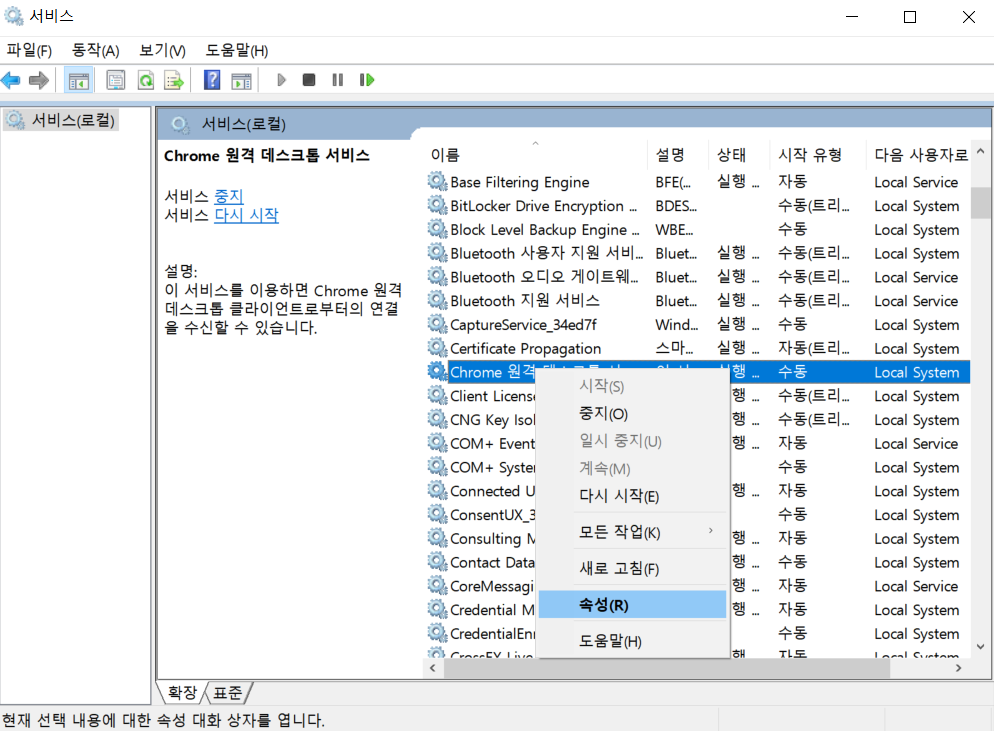 서비스
파일(F) 동작(A) 보기(V) 도움말(H)
서비스(로컬)
서비스(로컬)
Chrome 원격 데스크톱 서비스
서비스 중지
서비스 다시 시작
설명:
이 서비스를 이용하면 Chrome 원격
데스크톱 클라이언트로부터의 연결
을 수신할 수 있습니다.
이름 설명 상태 시작 유형 다음 사용자로
Base Filtering Engine BFE(... 실행 ... 자동 Local Service
BitLocker Drive Encryption ... BDES... 수동(트리... Local System
Block Level Backup Engine ... WBE... 수동 Local System
Bluetooth 사용자 지원 서비... Bluet... 실행 ... 수동(트리... Local System
Bluetooth 오디오 게이트웨... Bluet... 실행 ... 수동(트리... Local Service
Bluetooth 지원 서비스 Bluet... 실행 ... 수동(트리... Local Service
CaptureService_34ed7f Wind... 실행 ... 수동 Local System
Certificate Propagation 스마... 실행 ... 자동(트리... Local System
Chrome 원격 데스크톱 행 ... 수동 Local System
Client License 행 ... 수동(트리... Local System
CNG Key Isol 행 ... 수동(트리... Local System
COM+ Event 행 ... 자동 Local Service
COM+ System 수동 Local System
Connected U 행 ... 자동 Local System
ConsentUX_3 수동 Local System
Consulting M 행 ... 자동 Local System
Contact Data 행 ... 수동 Local System
CoreMessagi 행 ... 자동 Local Service
Credential M 행 ... 수동 Local System
CredentialEnr 수동 Local System
CrossEX Live 행 자동 Local System
시작(S)
중지(O)
일시 중지(U)
계속(M)
다시 시작(E)
모든 작업(K)
새로 고침(F)
속성(R)
도움말(H)
확장 표준
현재 선택 내용에 대한 속성 대화 상자를 엽니다.